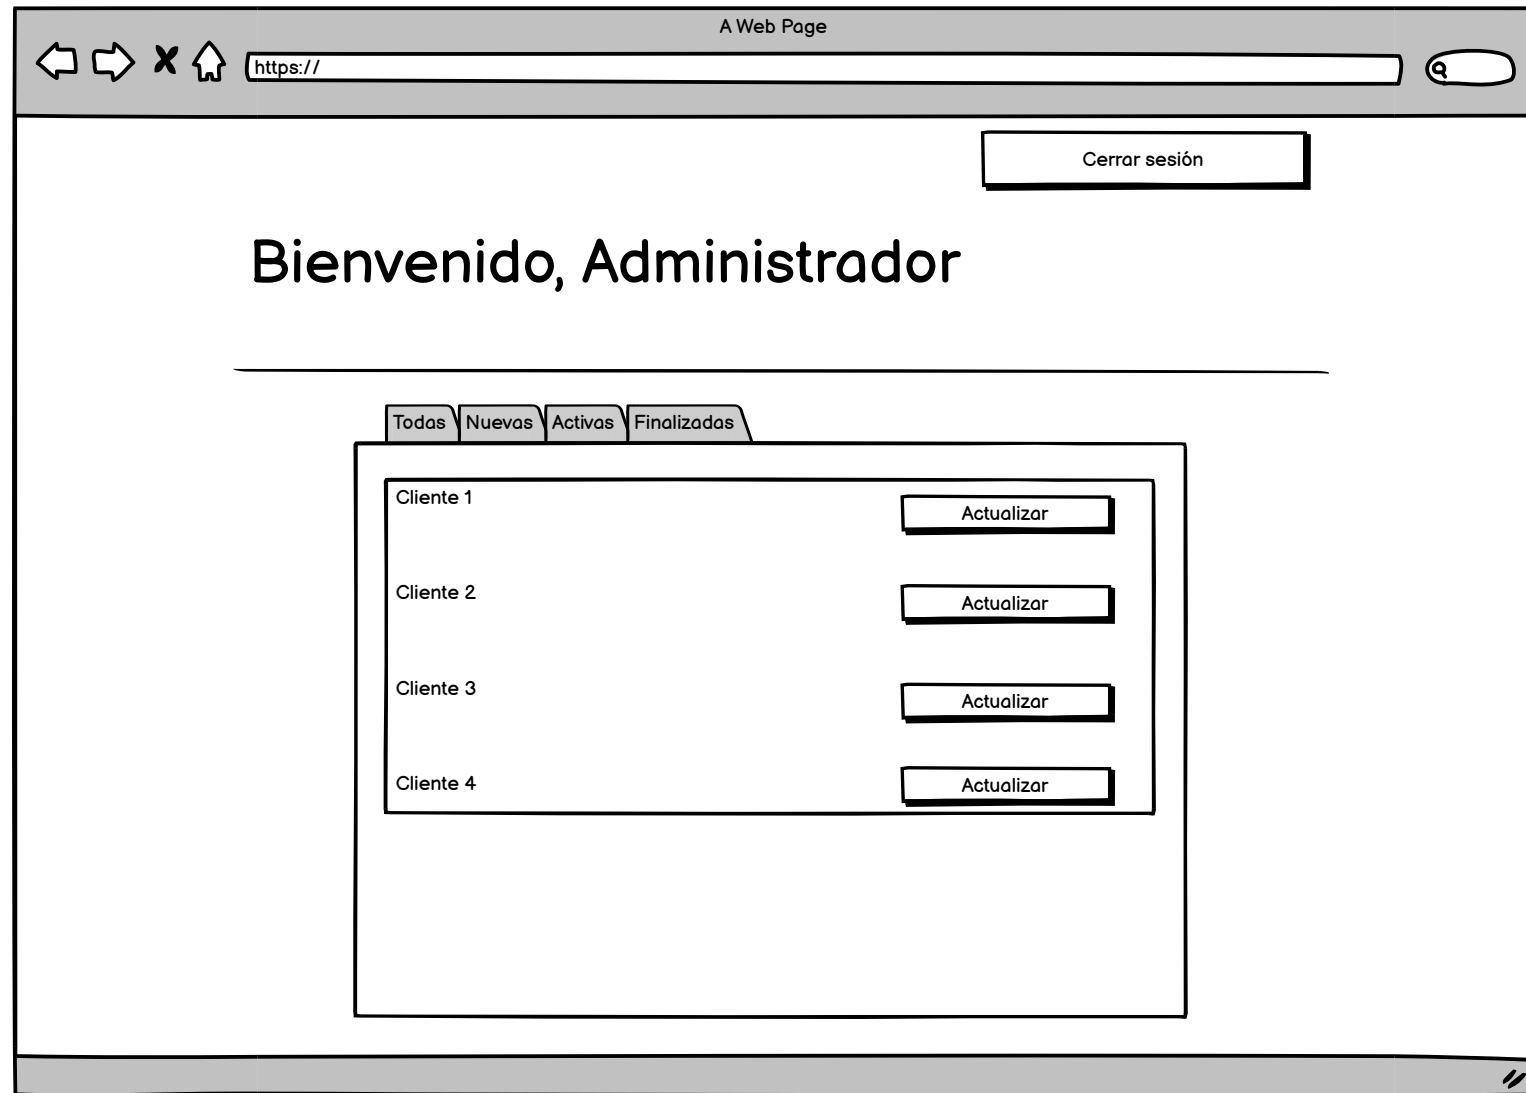 A Web Page
https://
Cerrar sesión
Bienvenido, Administrador
Todas Nuevas Activas Finalizadas
Cliente 1 Actualizar
Cliente 2 Actualizar
Cliente 3 Actualizar
Cliente 4 Actualizar